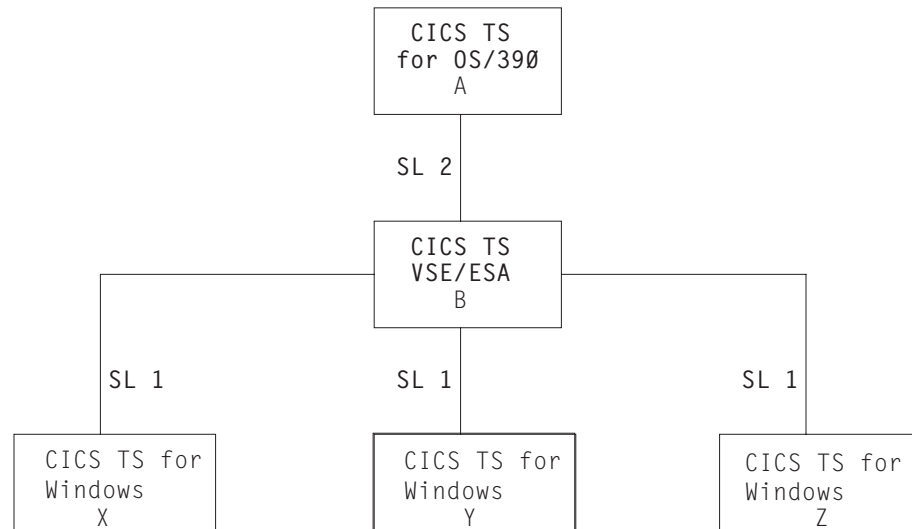 CICS TS
for OS/390
A
SL 2
CICS TS
VSE/ESA
B
SL 1
SL 1
SL 1
CICS TS for
Windows
X
CICS TS for
Windows
Y
CICS TS for
Windows
Z